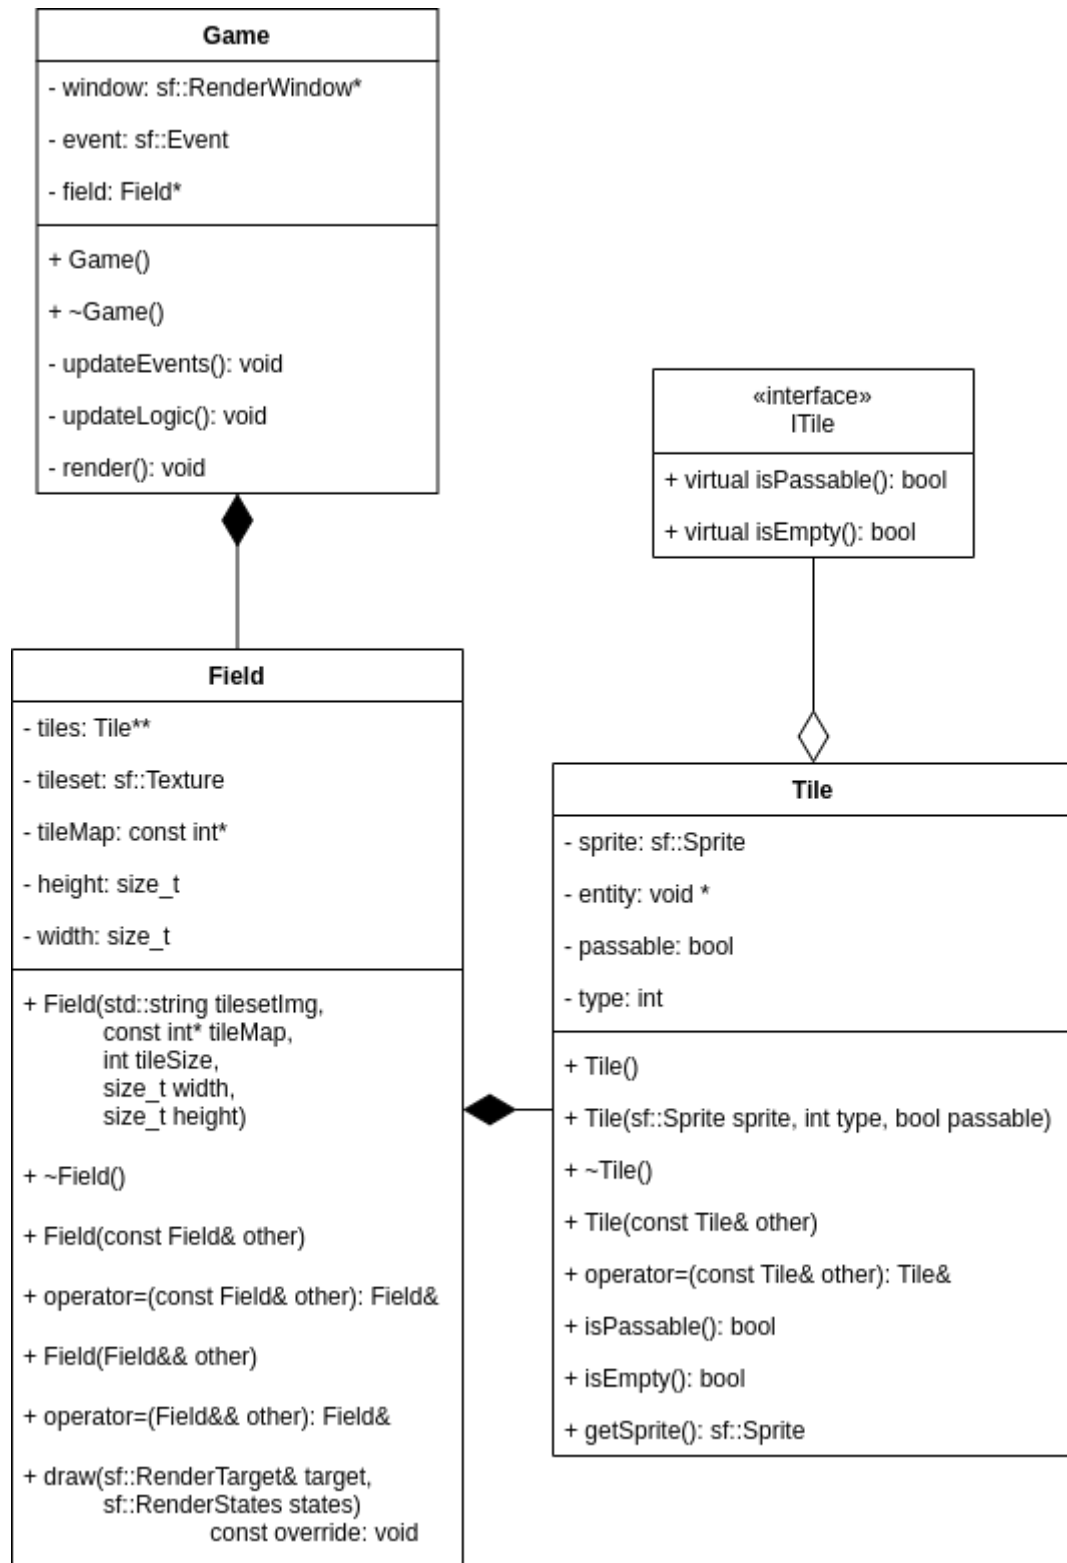 Game
- window: sf::RenderWindow*
- event: sf::Event
- field: Field*
+ Game()
+ ~Game()
- updateEvents(): void
- updateLogic(): void
- render(): void
«interface»
ITile
+ virtual isPassable(): bool
+ virtual isEmpty(): bool
Field
- tiles: Tile**
- tileset: sf::Texture
- tileMap: const int*
- height: size_t
- width: size_t
+ Field(std::string tilesetImg,
const int* tileMap,
int tileSize,
size_t width,
size_t height)
+ ~Field()
+ Field(const Field& other)
+ operator=(const Field& other): Field&
+ Field(Field&& other)
+ operator=(Field&& other): Field&
+ draw(sf::RenderTarget& target,
sf::RenderStates states)
const override: void
Tile
- sprite: sf::Sprite
- entity: void *
- passable: bool
- type: int
+ Tile()
+ Tile(sf::Sprite sprite, int type, bool passable)
+ ~Tile()
+ Tile(const Tile& other)
+ operator=(const Tile& other): Tile&
+ isPassable(): bool
+ isEmpty(): bool
+ getSprite(): sf::Sprite